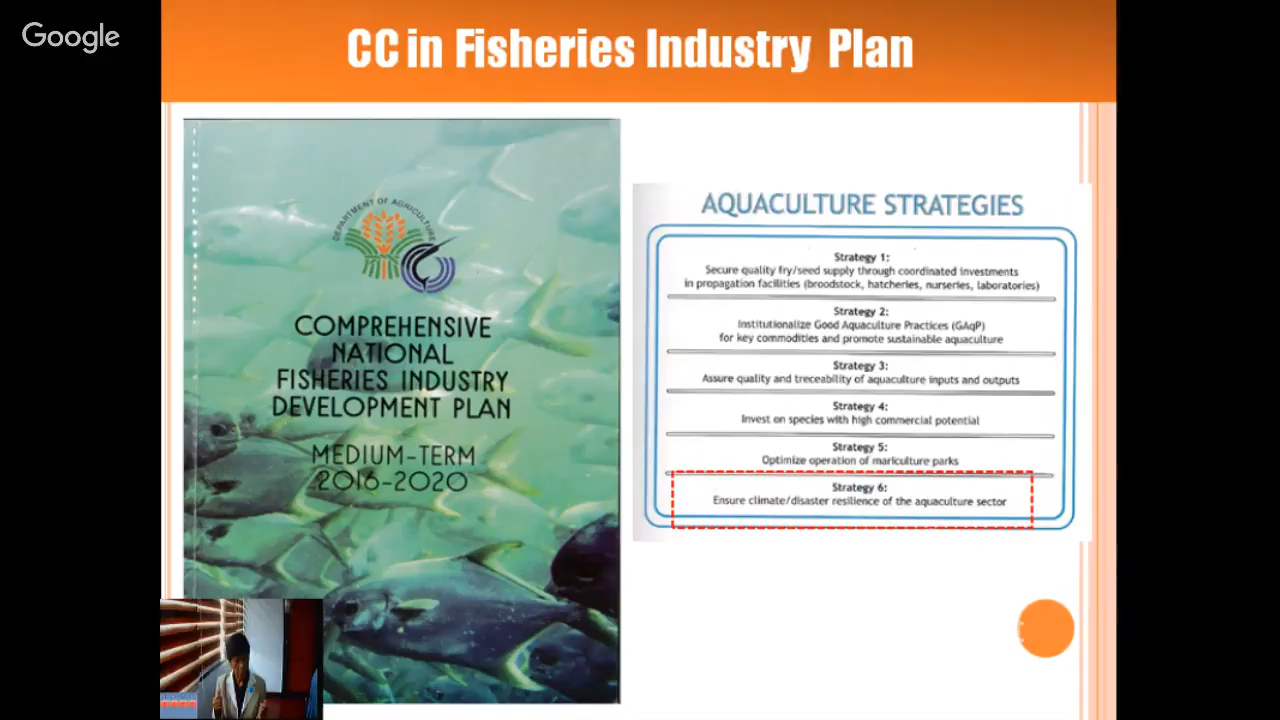 Google
CC in Fisheries Industry Plan
DEPARTMENT OF AGRICULTURE
COMPREHENSIVE
NATIONAL
FISHERIES INDUSTRY
DEVELOPMENT PLAN
MEDIUM-TERM
2016-2020
AQUACULTURE STRATEGIES
Strategy 1:
Secure quality fry/seed supply through coordinated investments
in propagation facilities (broodstock, hatcheries, nurseries, laboratories)
Strategy 2:
Institutionalize Good Aquaculture Practices (GAqP)
for key commodities and promote sustainable aquaculture
Strategy 3:
Assure quality and treceability of aquaculture inputs and outputs
Strategy 4:
Invest on species with high commercial potential
Strategy 5:
Optimize operation of mariculture parks
Strategy 6:
Ensure climate/disaster resilience of the aquaculture sector